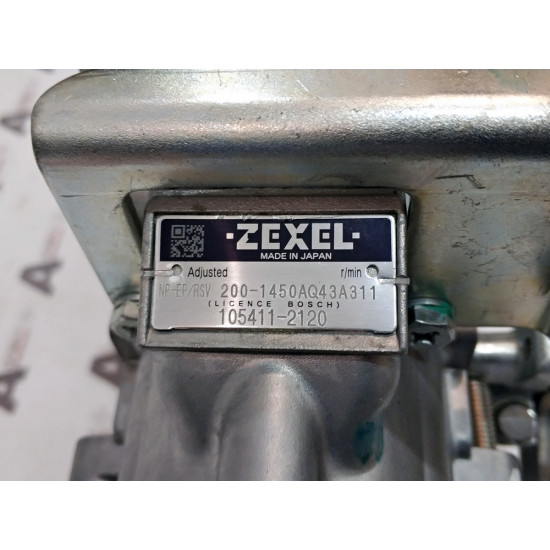 ·ZEXEL·
MADE IN JAPAN
Adjusted r/min
NP-EP/RSV 200-1450AQ43A311
(LICENCE BOSCH)
105411-2120